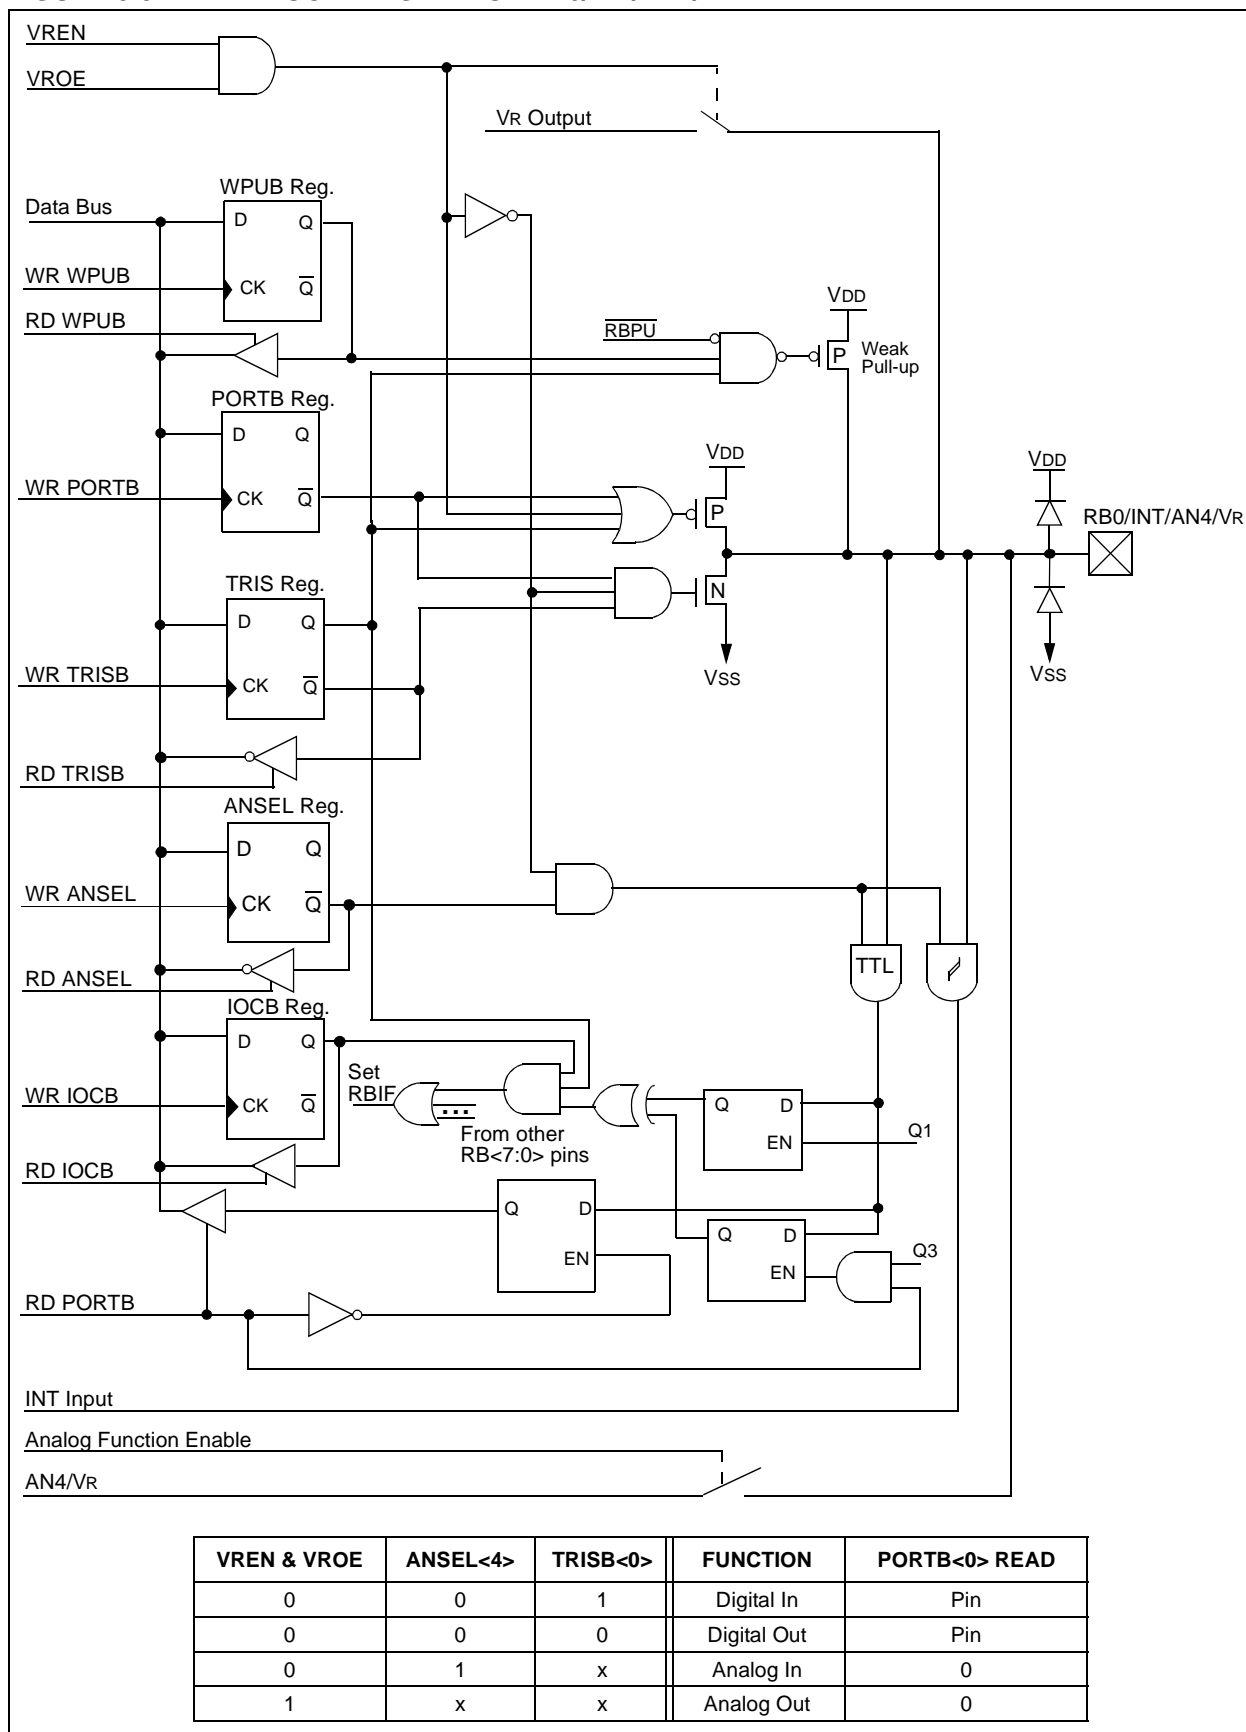 VREN
VROE
VR Output
WPUB Reg.
Data Bus
D Q
WR WPUB
CK Q
RD WPUB
RBPU
VDD
P
Weak
Pull-up
PORTB Reg.
D Q
WR PORTB
CK Q
VDD
P
VDD
RB0/INT/AN4/VR
TRIS Reg.
D Q
N
WR TRISB
CK Q
VSS
VSS
RD TRISB
ANSEL Reg.
D Q
WR ANSEL
CK Q
TTL
RD ANSEL
IOCB Reg.
D Q
Set
RBIF
WR IOCB
CK Q
From other
RB<7:0> pins
Q D
EN
Q1
RD IOCB
Q D
EN
Q D
EN
Q3
RD PORTB
INT Input
Analog Function Enable
AN4/VR
VREN & VROE ANSEL<4> TRISB<0> FUNCTION PORTB<0> READ
0 0 1 Digital In Pin
0 0 0 Digital Out Pin
0 1 x Analog In 0
1 x x Analog Out 0